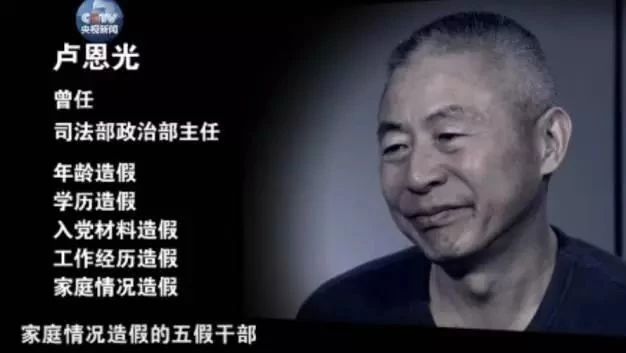 CCTV
央视新闻
卢恩光
曾任
司法部政治部主任
年龄造假
学历造假
入党材料造假
工作经历造假
家庭情况造假
家庭情况造假的五假干部